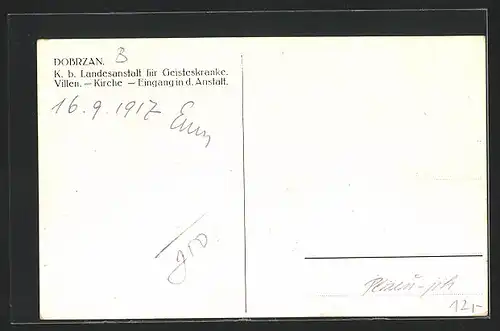 DOBRZAN. B
K. b. Landesanstalt für Geisteskranke.
Villen. — Kirche — Eingang in d. Anstalt.
16.9.1917
12,-